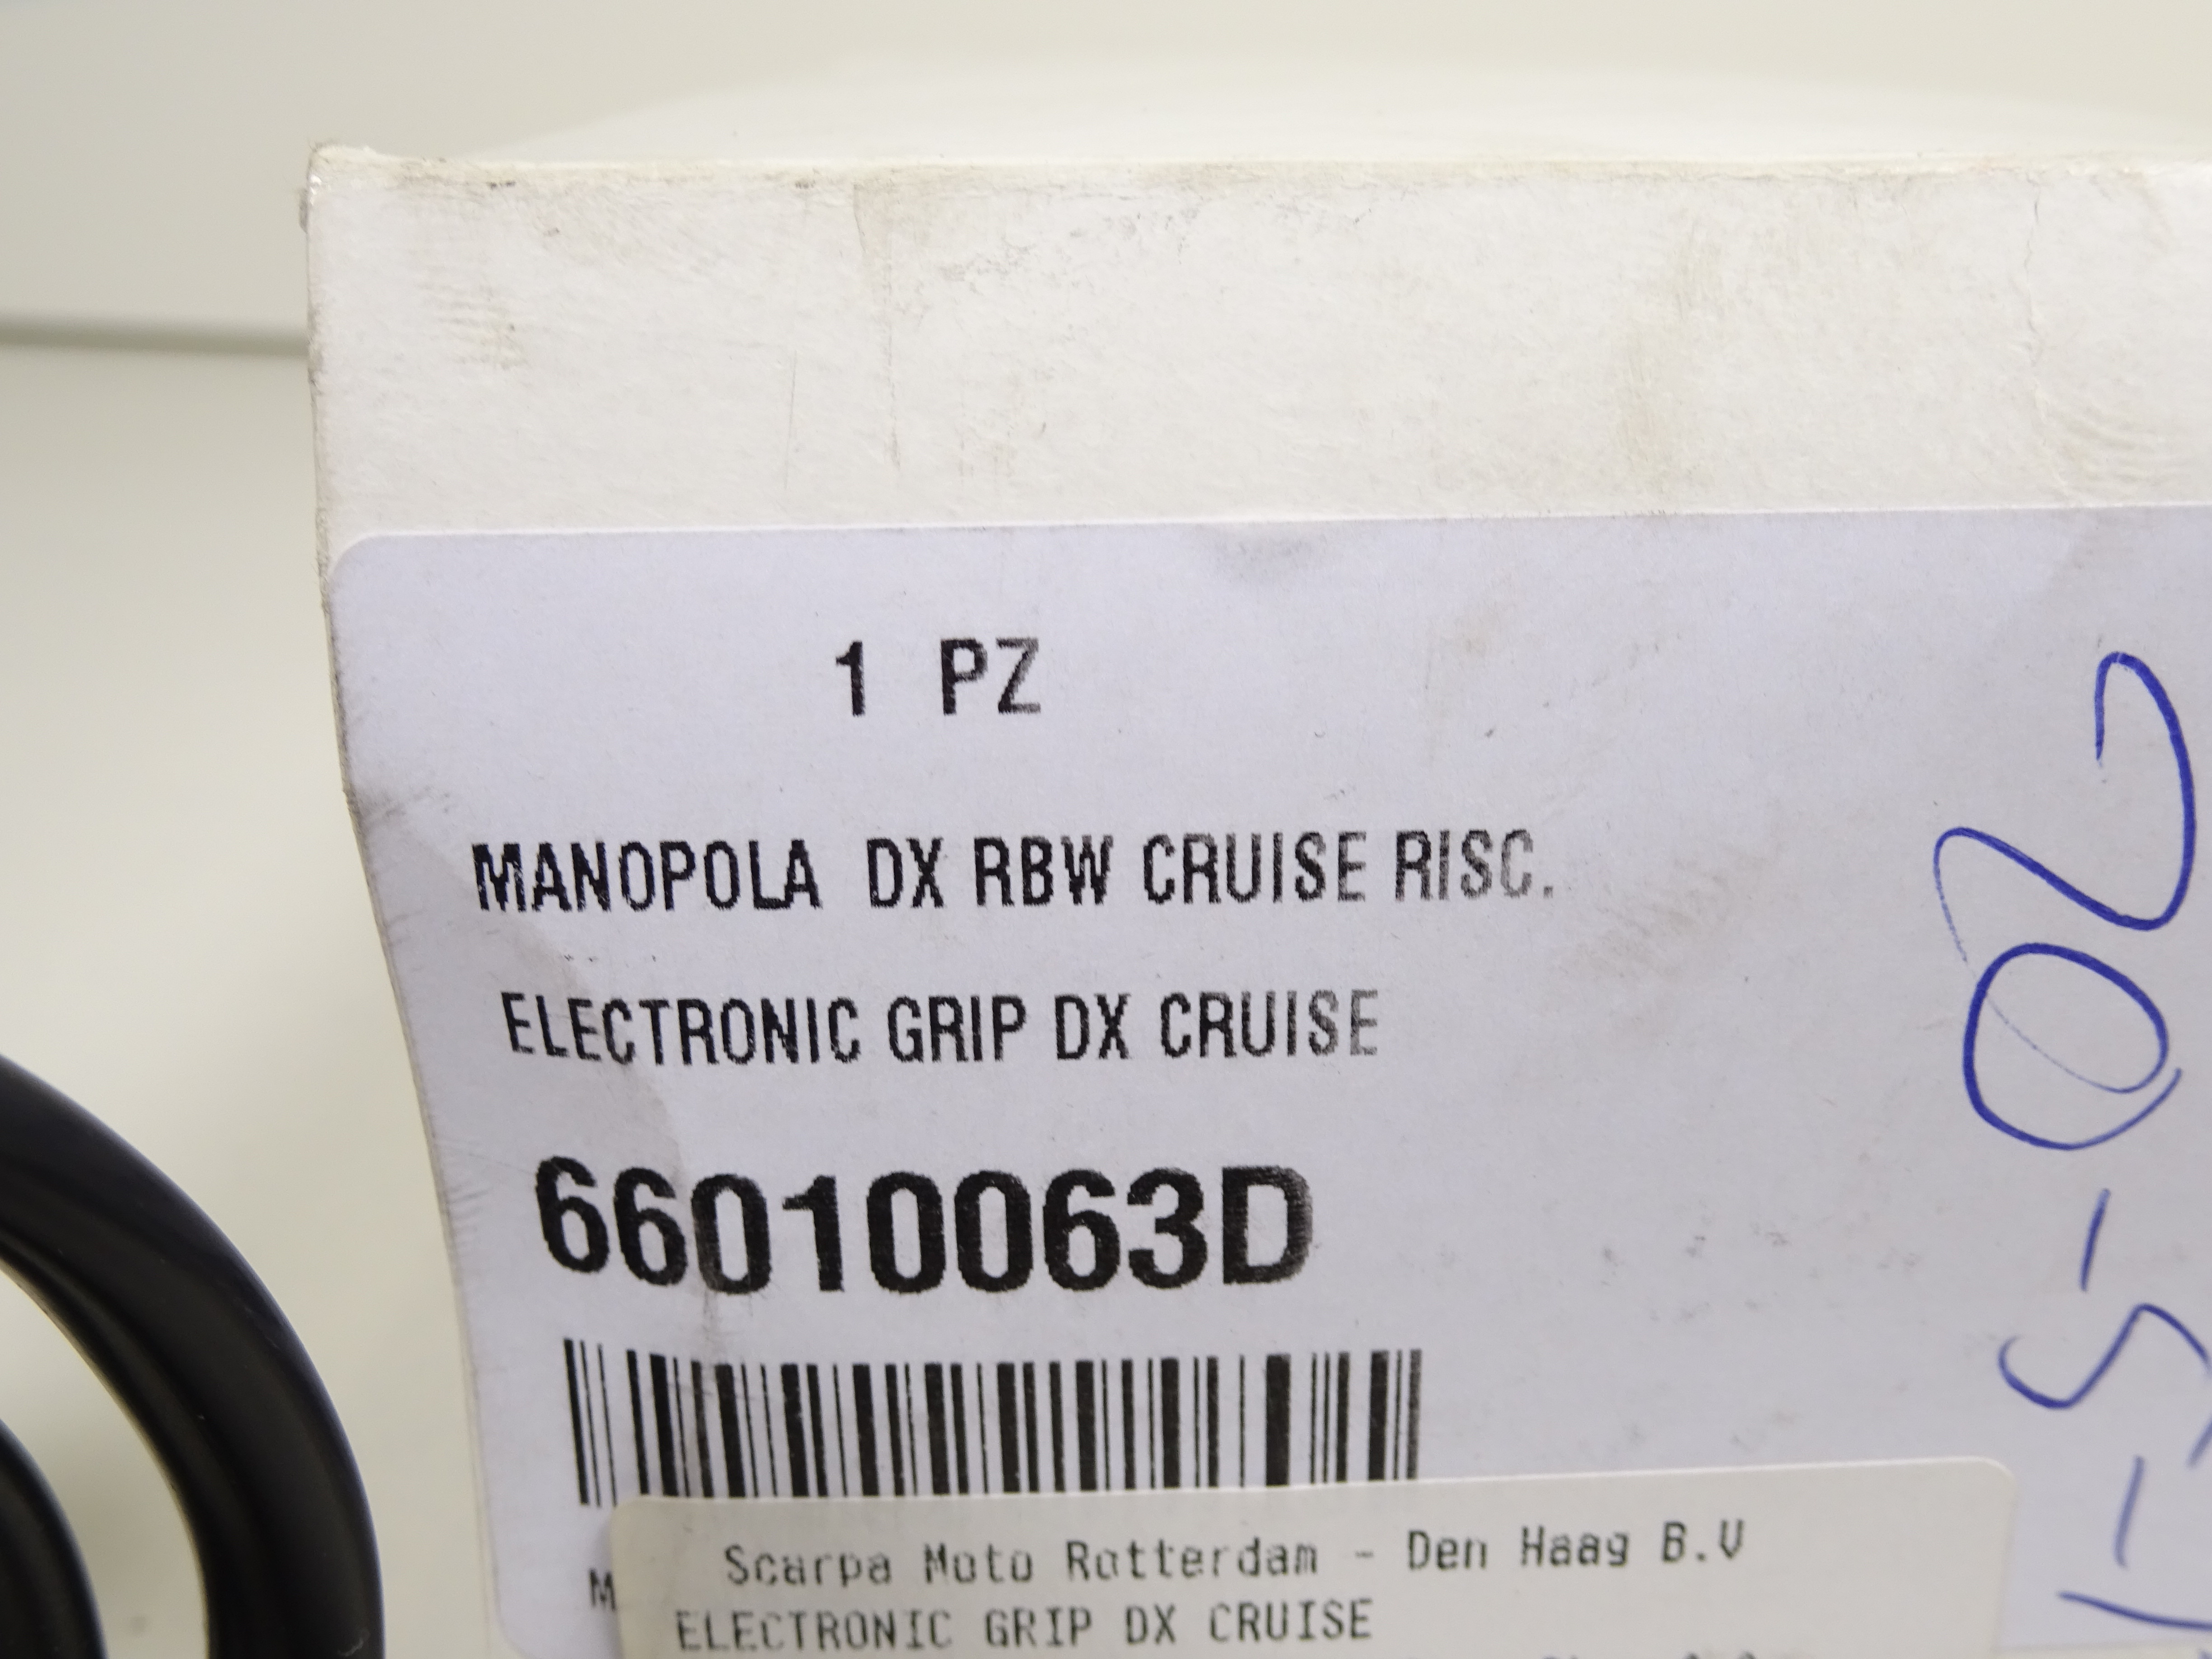 1 PZ
MANOPOLA DX RBW CRUISE RISC.
ELECTRONIC GRIP DX CRUISE
66010063D
M
Scarpa Moto Rotterdam - Den Haag B.V
ELECTRONIC GRIP DX CRUISE